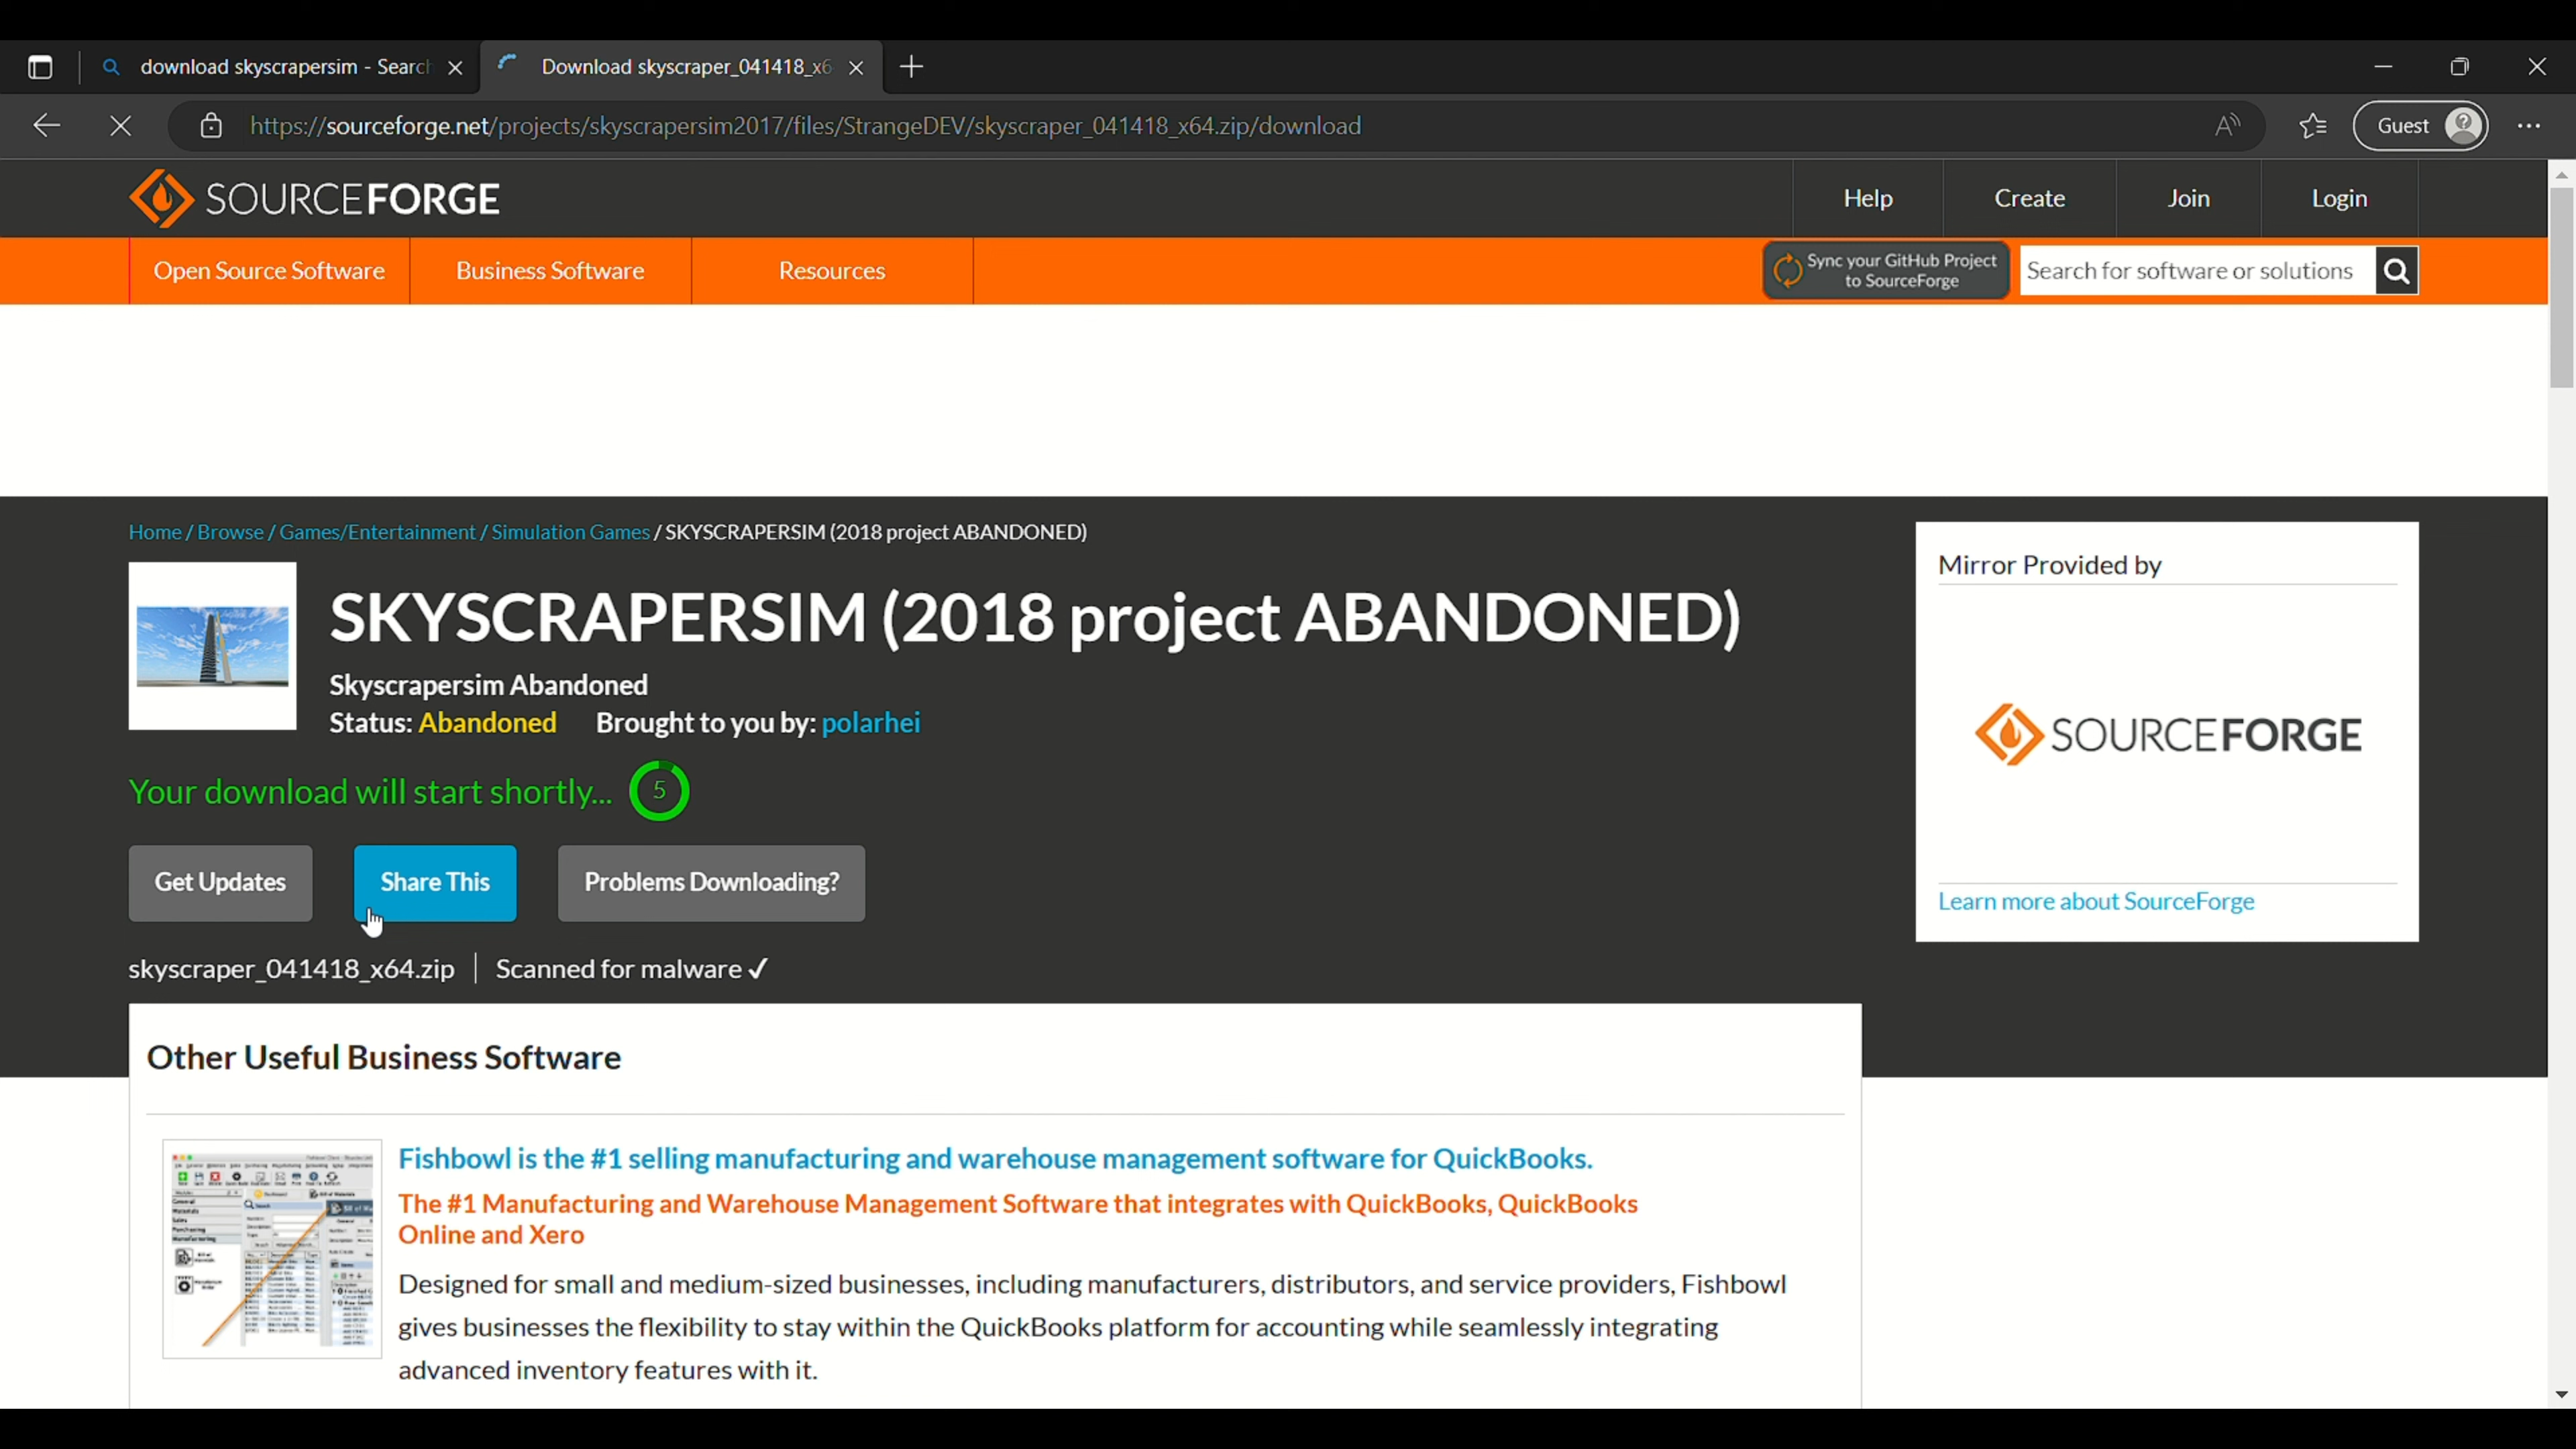 download skyscrapersim - Search
Download skyscraper_041418_x6
https://sourceforge.net/projects/skyscrapersim2017/files/StrangeDEV/skyscraper_041418_x64.zip/download
Guest
SOURCEFORGE
Help
Create
Join
Login
Open Source Software
Business Software
Resources
Sync your GitHub Project
to SourceForge
Search for software or solutions
Home / Browse / Games/Entertainment / Simulation Games / SKYSCRAPERSIM (2018 project ABANDONED)
SKYSCRAPERSIM (2018 project ABANDONED)
Skyscrapersim Abandoned
Status: Abandoned Brought to you by: polarhei
Your download will start shortly... 5
Get Updates
Share This
Problems Downloading?
skyscraper_041418_x64.zip
Scanned for malware ✓
Mirror Provided by
SOURCEFORGE
Learn more about SourceForge
Other Useful Business Software
Fishbowl is the #1 selling manufacturing and warehouse management software for QuickBooks.
The #1 Manufacturing and Warehouse Management Software that integrates with QuickBooks, QuickBooks
Online and Xero
Designed for small and medium-sized businesses, including manufacturers, distributors, and service providers, Fishbowl
gives businesses the flexibility to stay within the QuickBooks platform for accounting while seamlessly integrating
advanced inventory features with it.